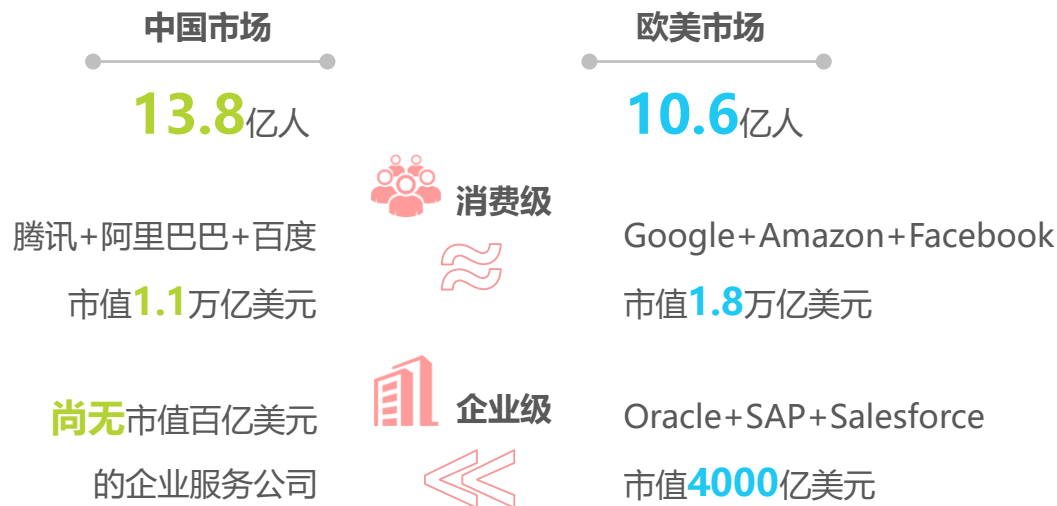 中国市场
欧美市场
13.8亿人
10.6亿人
消费级
腾讯+阿里巴巴+百度
Google+Amazon+Facebook
市值1.1万亿美元
市值1.8万亿美元
企业级
尚无市值百亿美元
Oracle+SAP+Salesforce
的企业服务公司
市值4000亿美元